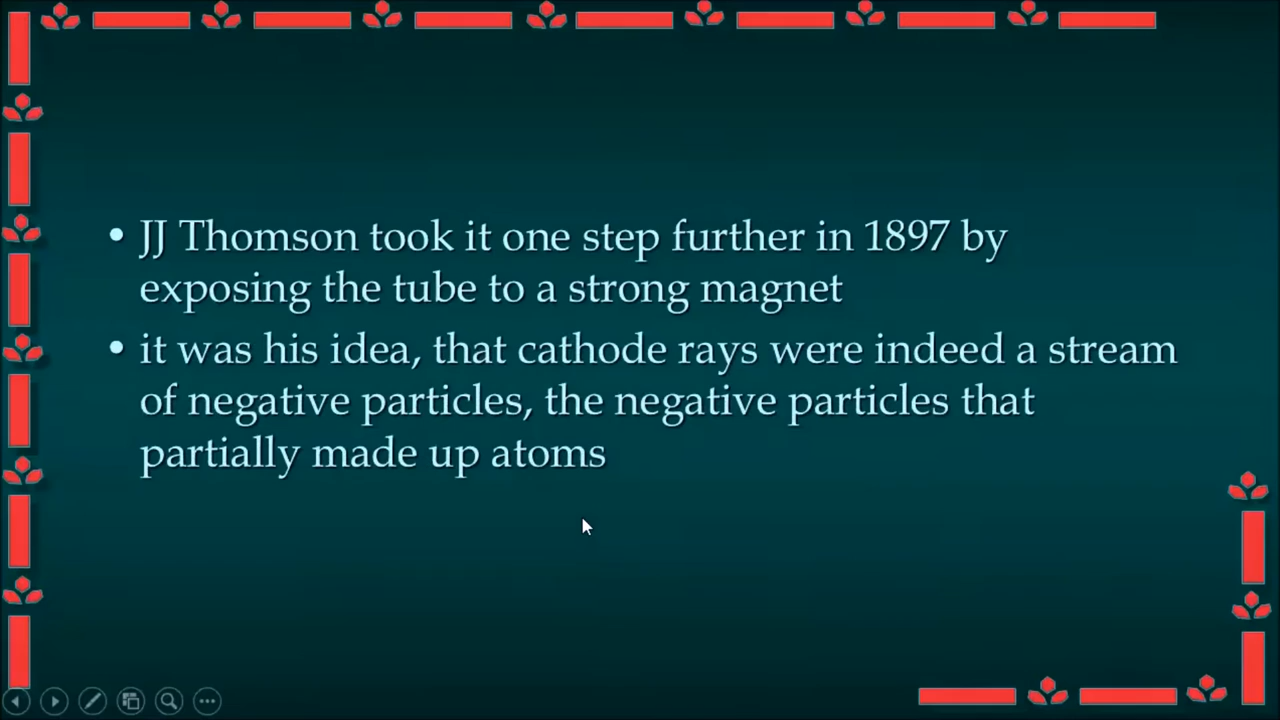 • JJ Thomson took it one step further in 1897 by
exposing the tube to a strong magnet
• it was his idea, that cathode rays were indeed a stream
of negative particles, the negative particles that
partially made up atoms